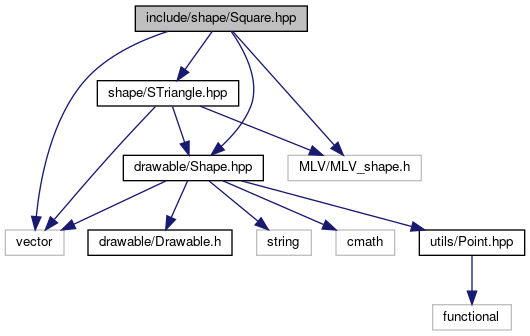 include/shape/Square.hpp
shape/STriangle.hpp
drawable/Shape.hpp
MLV/MLV_shape.h
vector
drawable/Drawable.h
string
cmath
utils/Point.hpp
functional